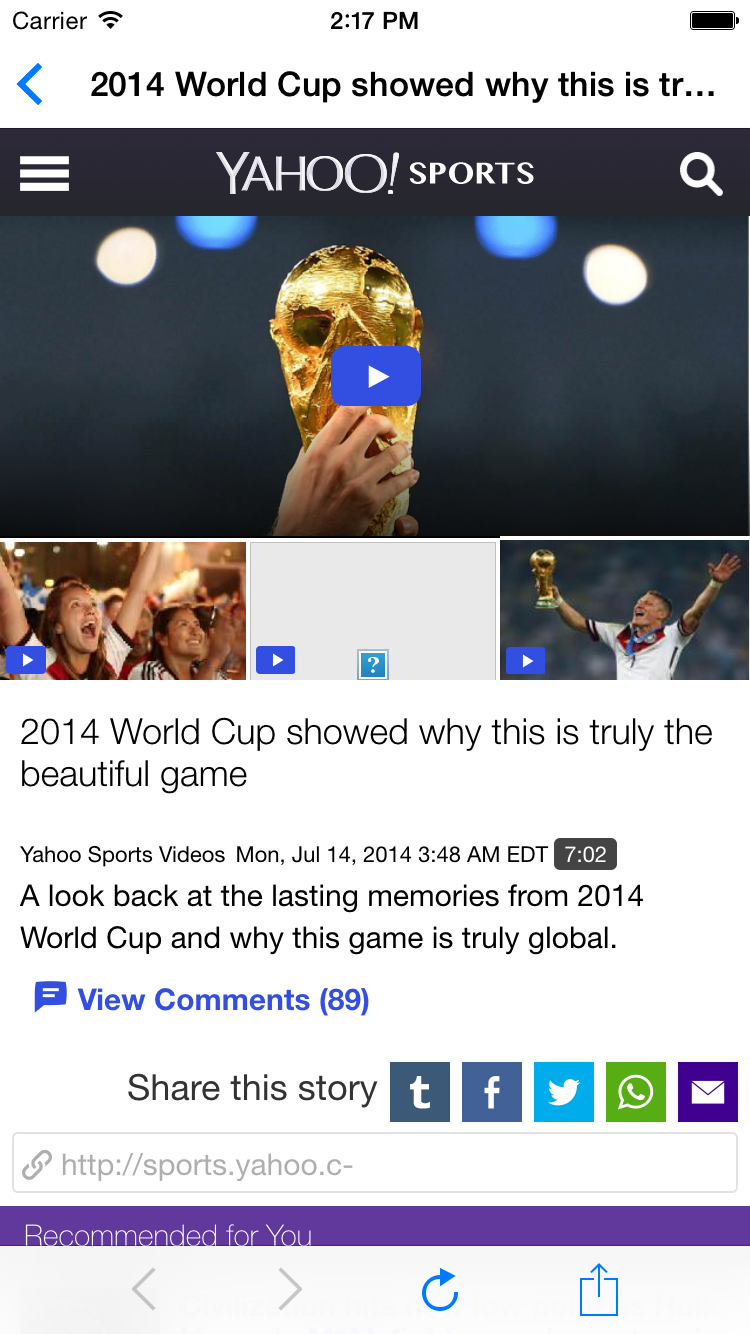 Carrier 2:17 PM
2014 World Cup showed why this is tr...
YAHOO! SPORTS
?
2014 World Cup showed why this is truly the
beautiful game
Yahoo Sports Videos Mon, Jul 14, 2014 3:48 AM EDT 7:02
A look back at the lasting memories from 2014
World Cup and why this game is truly global.
View Comments (89)
Share this story t f
http://sports.yahoo.c-
Recommended for You